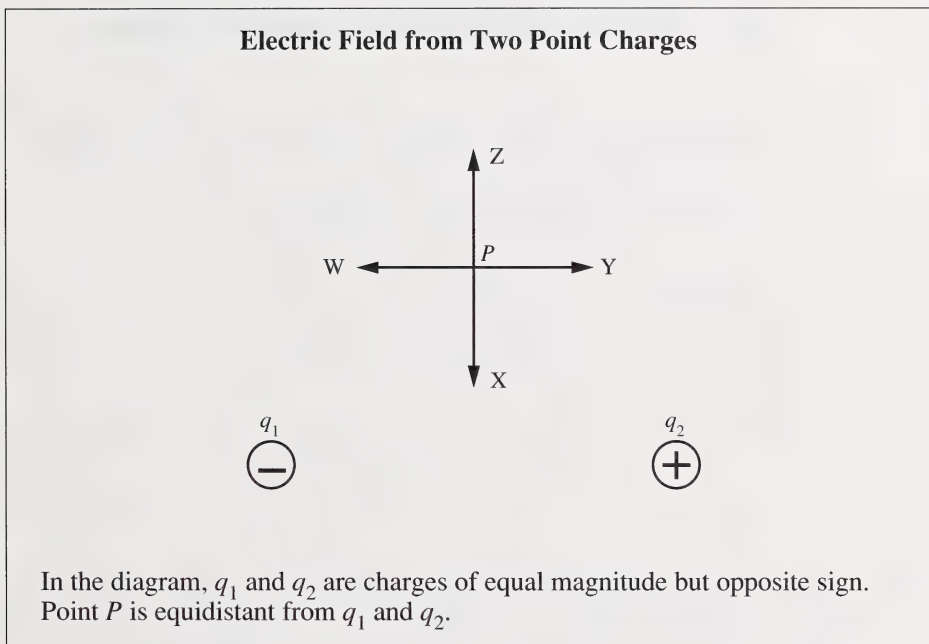 Electric Field from Two Point Charges
Z
P
W Y
X
q₁ q₂
− +
In the diagram, q₁ and q₂ are charges of equal magnitude but opposite sign.
Point P is equidistant from q₁ and q₂.